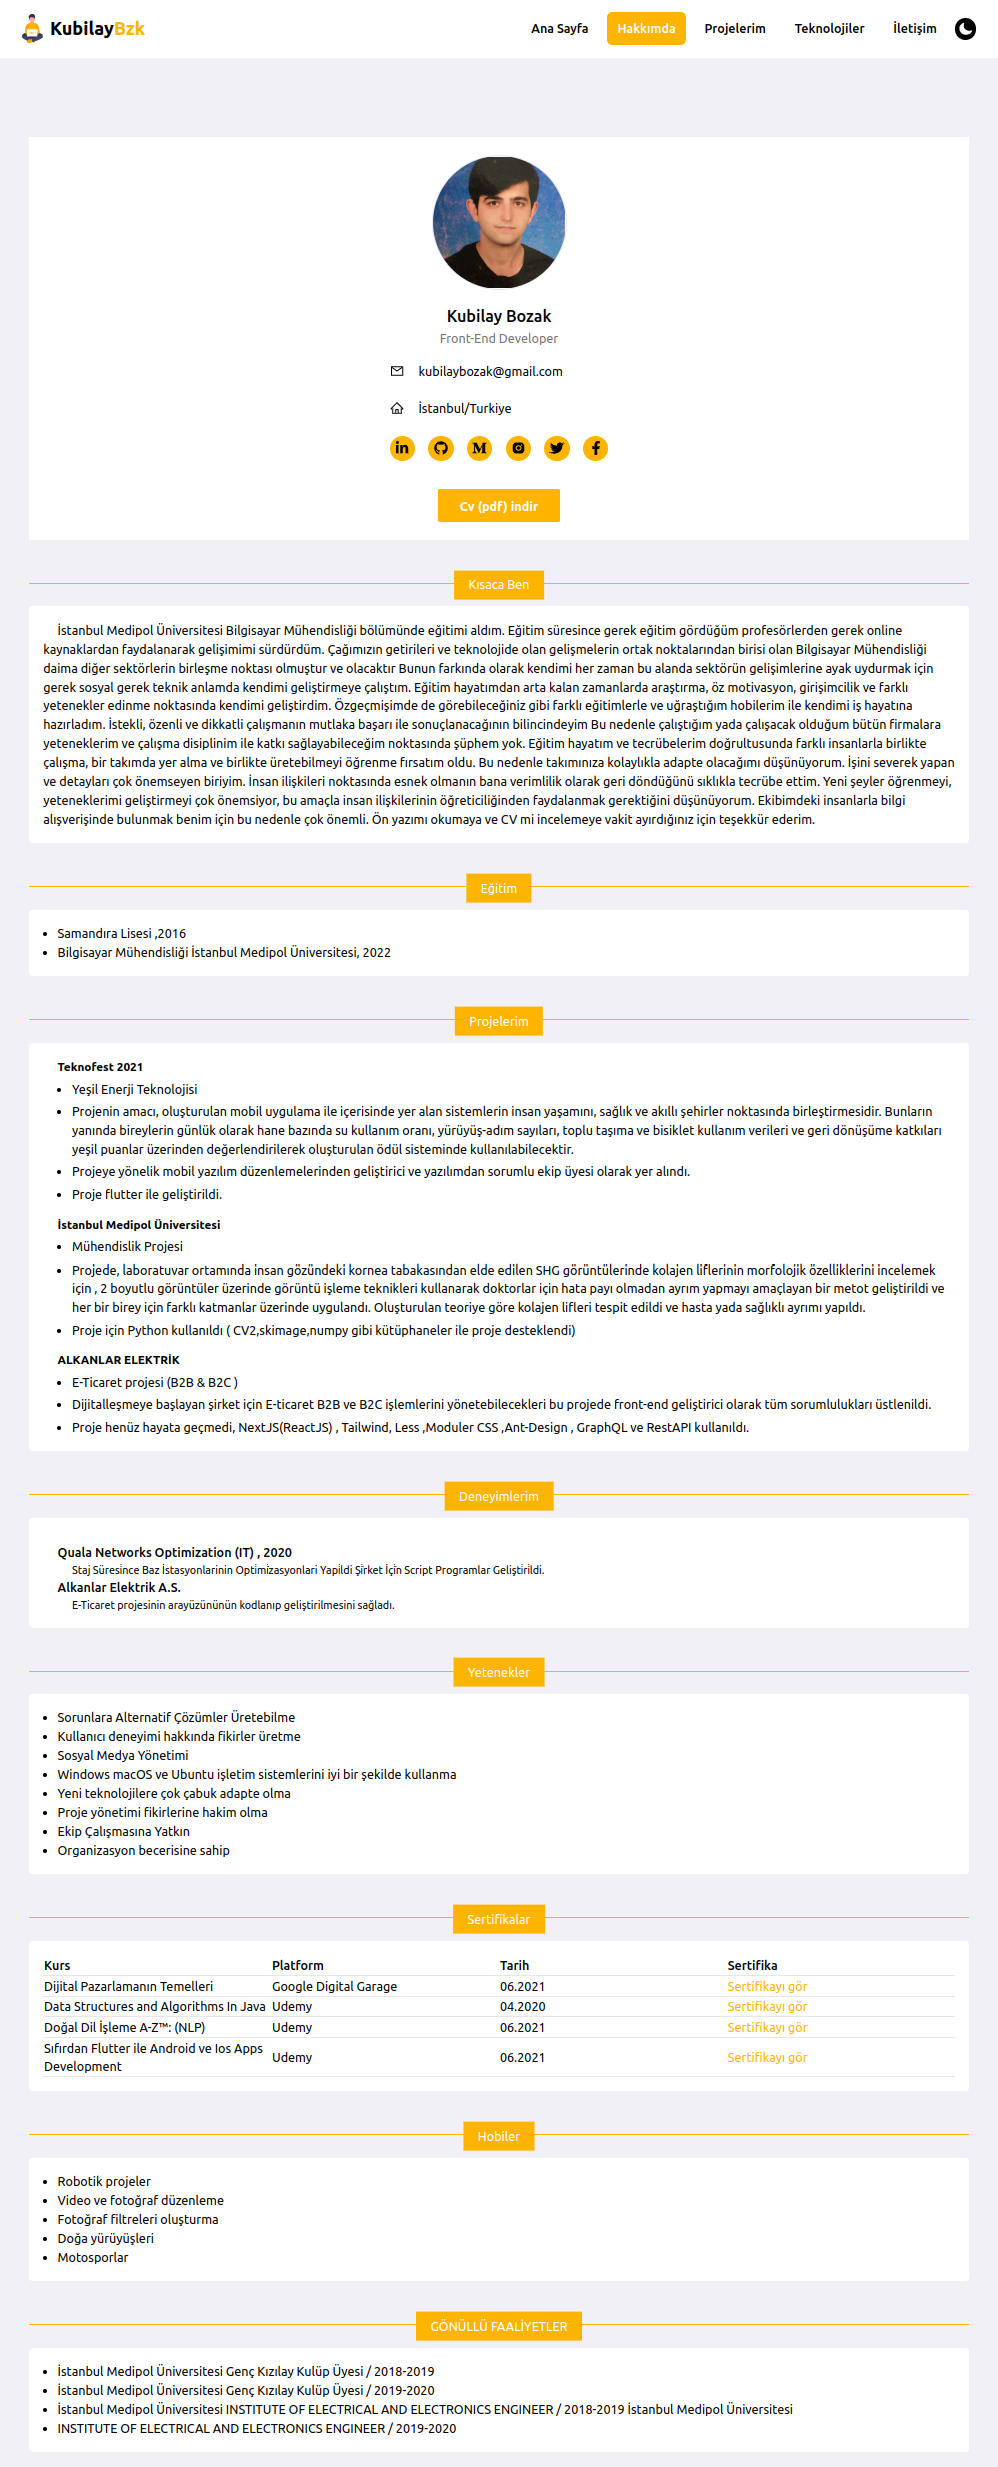 KubilayBzk
Ana Sayfa Hakkımda Projelerim Teknolojiler İletişim
Kubilay Bozak
Front-End Developer
kubilaybozak@gmail.com
İstanbul/Turkiye
Cv (pdf) indir
Kısaca Ben
İstanbul Medipol Üniversitesi Bilgisayar Mühendisliği bölümünde eğitimi aldım. Eğitim süresince gerek eğitim gördüğüm profesörlerden gerek online
kaynaklardan faydalanarak gelişimimi sürdürdüm. Çağımızın getirileri ve teknolojide olan gelişmelerin ortak noktalarından birisi olan Bilgisayar Mühendisliği
daima diğer sektörlerin birleşme noktası olmuştur ve olacaktır Bunun farkında olarak kendimi her zaman bu alanda sektörün gelişimlerine ayak uydurmak için
gerek sosyal gerek teknik anlamda kendimi geliştirmeye çalıştım. Eğitim hayatımdan arta kalan zamanlarda araştırma, öz motivasyon, girişimcilik ve farklı
yetenekler edinme noktasında kendimi geliştirdim. Özgeçmişimde de görebileceğiniz gibi farklı eğitimlerle ve uğraştığım hobilerim ile kendimi iş hayatına
hazırladım. İstekli, özenli ve dikkatli çalışmanın mutlaka başarı ile sonuçlanacağının bilincindeyim Bu nedenle çalıştığım yada çalışacak olduğum bütün firmalara
yeteneklerim ve çalışma disiplinim ile katkı sağlayabileceğim noktasında şüphem yok. Eğitim hayatım ve tecrübelerim doğrultusunda farklı insanlarla birlikte
çalışma, bir takımda yer alma ve birlikte üretebilmeyi öğrenme fırsatım oldu. Bu nedenle takımınıza kolaylıkla adapte olacağımı düşünüyorum. İşini severek yapan
ve detayları çok önemseyen biriyim. İnsan ilişkileri noktasında esnek olmanın bana verimlilik olarak geri döndüğünü sıklıkla tecrübe ettim. Yeni şeyler öğrenmeyi,
yeteneklerimi geliştirmeyi çok önemsiyor, bu amaçla insan ilişkilerinin öğreticiliğinden faydalanmak gerektiğini düşünüyorum. Ekibimdeki insanlarla bilgi
alışverişinde bulunmak benim için bu nedenle çok önemli. Ön yazımı okumaya ve CV mi incelemeye vakit ayırdığınız için teşekkür ederim.
Eğitim
Samandıra Lisesi ,2016
Bilgisayar Mühendisliği İstanbul Medipol Üniversitesi, 2022
Projelerim
Teknofest 2021
Yeşil Enerji Teknolojisi
Projenin amacı, oluşturulan mobil uygulama ile içerisinde yer alan sistemlerin insan yaşamını, sağlık ve akıllı şehirler noktasında birleştirmesidir. Bunların
yanında bireylerin günlük olarak hane bazında su kullanım oranı, yürüyüş-adım sayıları, toplu taşıma ve bisiklet kullanım verileri ve geri dönüşüme katkıları
yeşil puanlar üzerinden değerlendirilerek oluşturulan ödül sisteminde kullanılabilecektir.
Projeye yönelik mobil yazılım düzenlemelerinden geliştirici ve yazılımdan sorumlu ekip üyesi olarak yer alındı.
Proje flutter ile geliştirildi.
İstanbul Medipol Üniversitesi
Mühendislik Projesi
Projede, laboratuvar ortamında insan gözündeki kornea tabakasından elde edilen SHG görüntülerinde kolajen liflerinin morfolojik özelliklerini incelemek
için , 2 boyutlu görüntüler üzerinde görüntü işleme teknikleri kullanarak doktorlar için hata payı olmadan ayrım yapmayı amaçlayan bir metot geliştirildi ve
her bir birey için farklı katmanlar üzerinde uygulandı. Oluşturulan teoriye göre kolajen lifleri tespit edildi ve hasta yada sağlıklı ayrımı yapıldı.
Proje için Python kullanıldı ( CV2,skimage,numpy gibi kütüphaneler ile proje desteklendi)
ALKANLAR ELEKTRİK
E-Ticaret projesi (B2B & B2C )
Dijitalleşmeye başlayan şirket için E-ticaret B2B ve B2C işlemlerini yönetebilecekleri bu projede front-end geliştirici olarak tüm sorumlulukları üstlenildi.
Proje henüz hayata geçmedi, NextJS(ReactJS) , Tailwind, Less ,Moduler CSS ,Ant-Design , GraphQL ve RestAPI kullanıldı.
Deneyimlerim
Quala Networks Optimization (IT) , 2020
Staj Süresince Baz İstasyonlarinin Optimizasyonlari Yapildi Şirket İçin Script Programlar Geliştirildi.
Alkanlar Elektrik A.S.
E-Ticaret projesinin arayüzününün kodlanıp geliştirilmesini sağladı.
Yetenekler
Sorunlara Alternatif Çözümler Üretebilme
Kullanıcı deneyimi hakkında fikirler üretme
Sosyal Medya Yönetimi
Windows macOS ve Ubuntu işletim sistemlerini iyi bir şekilde kullanma
Yeni teknolojilere çok çabuk adapte olma
Proje yönetimi fikirlerine hakim olma
Ekip Çalışmasına Yatkın
Organizasyon becerisine sahip
Sertifikalar
Kurs Platform Tarih Sertifika
Dijital Pazarlamanın Temelleri Google Digital Garage 06.2021 Sertifikayı gör
Data Structures and Algorithms In Java Udemy 04.2020 Sertifikayı gör
Doğal Dil İşleme A-Z™: (NLP) Udemy 06.2021 Sertifikayı gör
Sıfırdan Flutter ile Android ve Ios Apps
Development Udemy 06.2021 Sertifikayı gör
Hobiler
Robotik projeler
Video ve fotoğraf düzenleme
Fotoğraf filtreleri oluşturma
Doğa yürüyüşleri
Motosporlar
GÖNÜLLÜ FAALİYETLER
İstanbul Medipol Üniversitesi Genç Kızılay Kulüp Üyesi / 2018-2019
İstanbul Medipol Üniversitesi Genç Kızılay Kulüp Üyesi / 2019-2020
İstanbul Medipol Üniversitesi INSTITUTE OF ELECTRICAL AND ELECTRONICS ENGINEER / 2018-2019 İstanbul Medipol Üniversitesi
INSTITUTE OF ELECTRICAL AND ELECTRONICS ENGINEER / 2019-2020